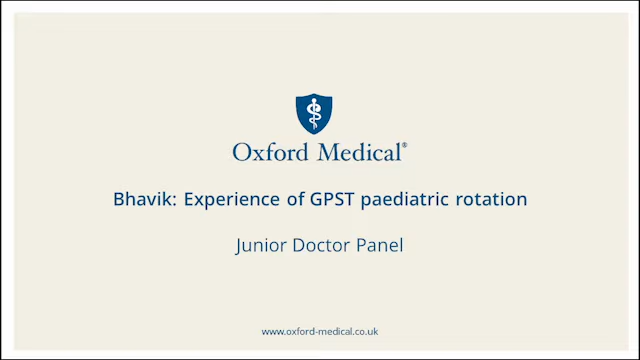 Oxford Medical®
Bhavik: Experience of GPST paediatric rotation
Junior Doctor Panel
www.oxford-medical.co.uk